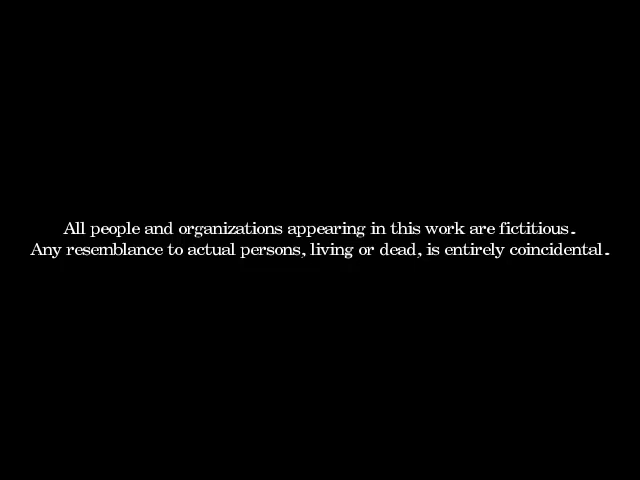 All people and organizations appearing in this work are fictitious.
Any resemblance to actual persons, living or dead, is entirely coincidental.